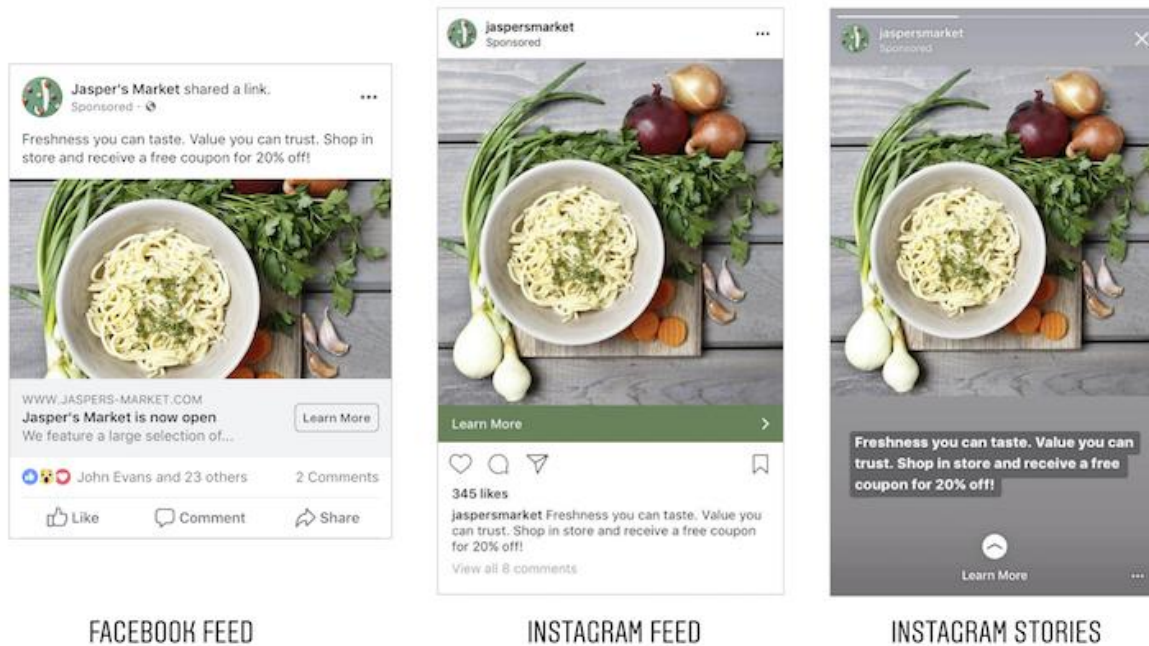 Jasper's Market shared a link.
Sponsored ·
Freshness you can taste. Value you can trust. Shop in
store and receive a free coupon for 20% off!
WWW.JASPERS-MARKET.COM
Jasper's Market is now open
We feature a large selection of...
Learn More
John Evans and 23 others
2 Comments
Like
Comment
Share
FACEBOOK FEED
jaspersmarket
Sponsored
Learn More
345 likes
jaspersmarket Freshness you can taste. Value you
can trust. Shop in store and receive a free coupon
for 20% off!
View all 8 comments
INSTAGRAM FEED
jaspersmarket
Sponsored
Freshness you can taste. Value you can
trust. Shop in store and receive a free
coupon for 20% off!
Learn More
INSTAGRAM STORIES